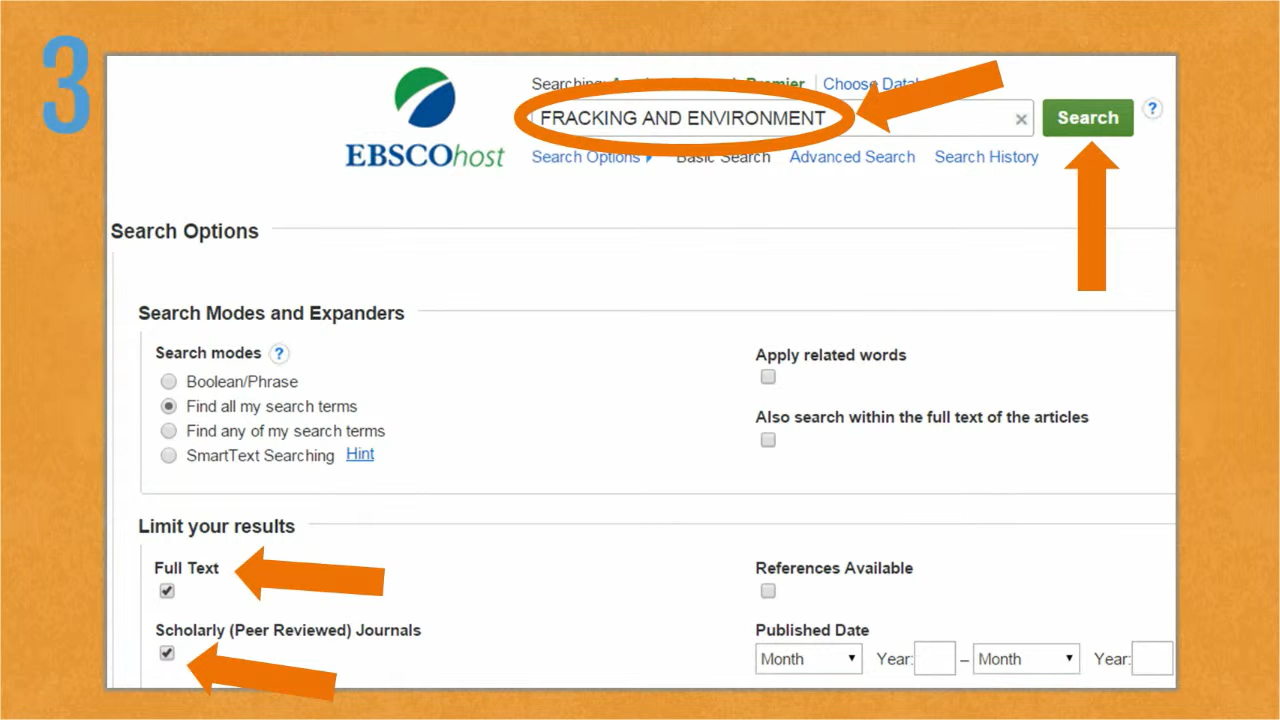 3
Searching: Premier Choose
FRACKING AND ENVIRONMENT × Search ?
EBSCOhost
Search Options Basic Search Advanced Search Search History
Search Options
Search Modes and Expanders
Search modes ?
Boolean/Phrase
Find all my search terms
Find any of my search terms
SmartText Searching Hint
Apply related words
Also search within the full text of the articles
Limit your results
Full Text
References Available
Scholarly (Peer Reviewed) Journals
Published Date
Month Year: – Month Year: